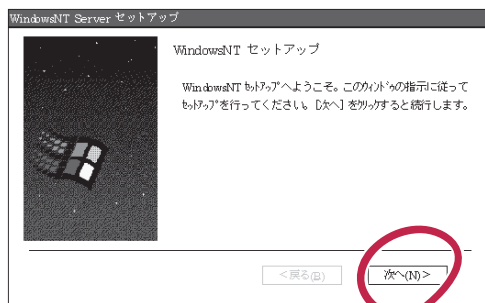 WindowsNT Server セットアップ
WindowsNT セットアップ
WindowsNT ｾｯﾄｱｯﾌﾟへようこそ。このｳｨﾝﾄﾞｳの指示に従って
ｾｯﾄｱｯﾌﾟを行ってください。[次へ] をｸﾘｯｸすると続行します。
<戻る(B)
次へ(N)>